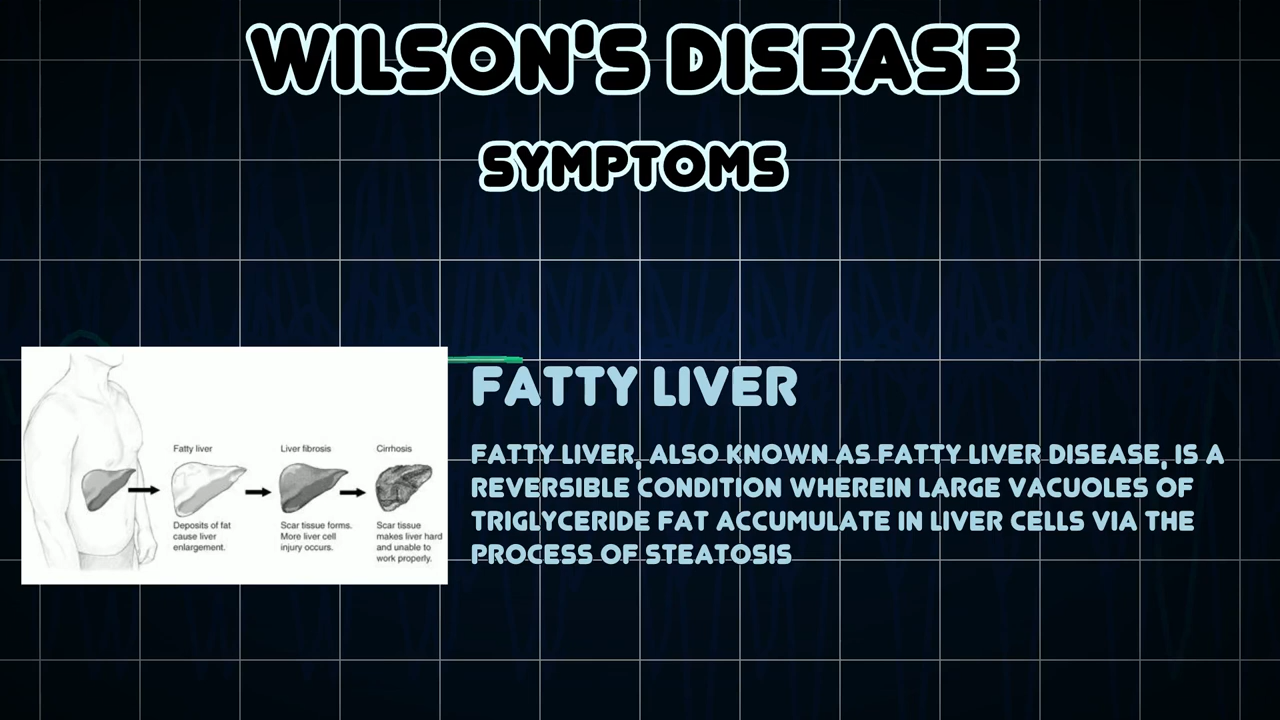 WILSON'S DISEASE
SYMPTOMS
FATTY LIVER
FATTY LIVER, ALSO KNOWN AS FATTY LIVER DISEASE, IS A
REVERSIBLE CONDITION WHEREIN LARGE VACUOLES OF
TRIGLYCERIDE FAT ACCUMULATE IN LIVER CELLS VIA THE
PROCESS OF STEATOSIS
Fatty liver
Deposits of fat
cause liver
enlargement.
Liver fibrosis
Scar tissue forms.
More liver cell
injury occurs.
Cirrhosis
Scar tissue
makes liver hard
and unable to
work properly.